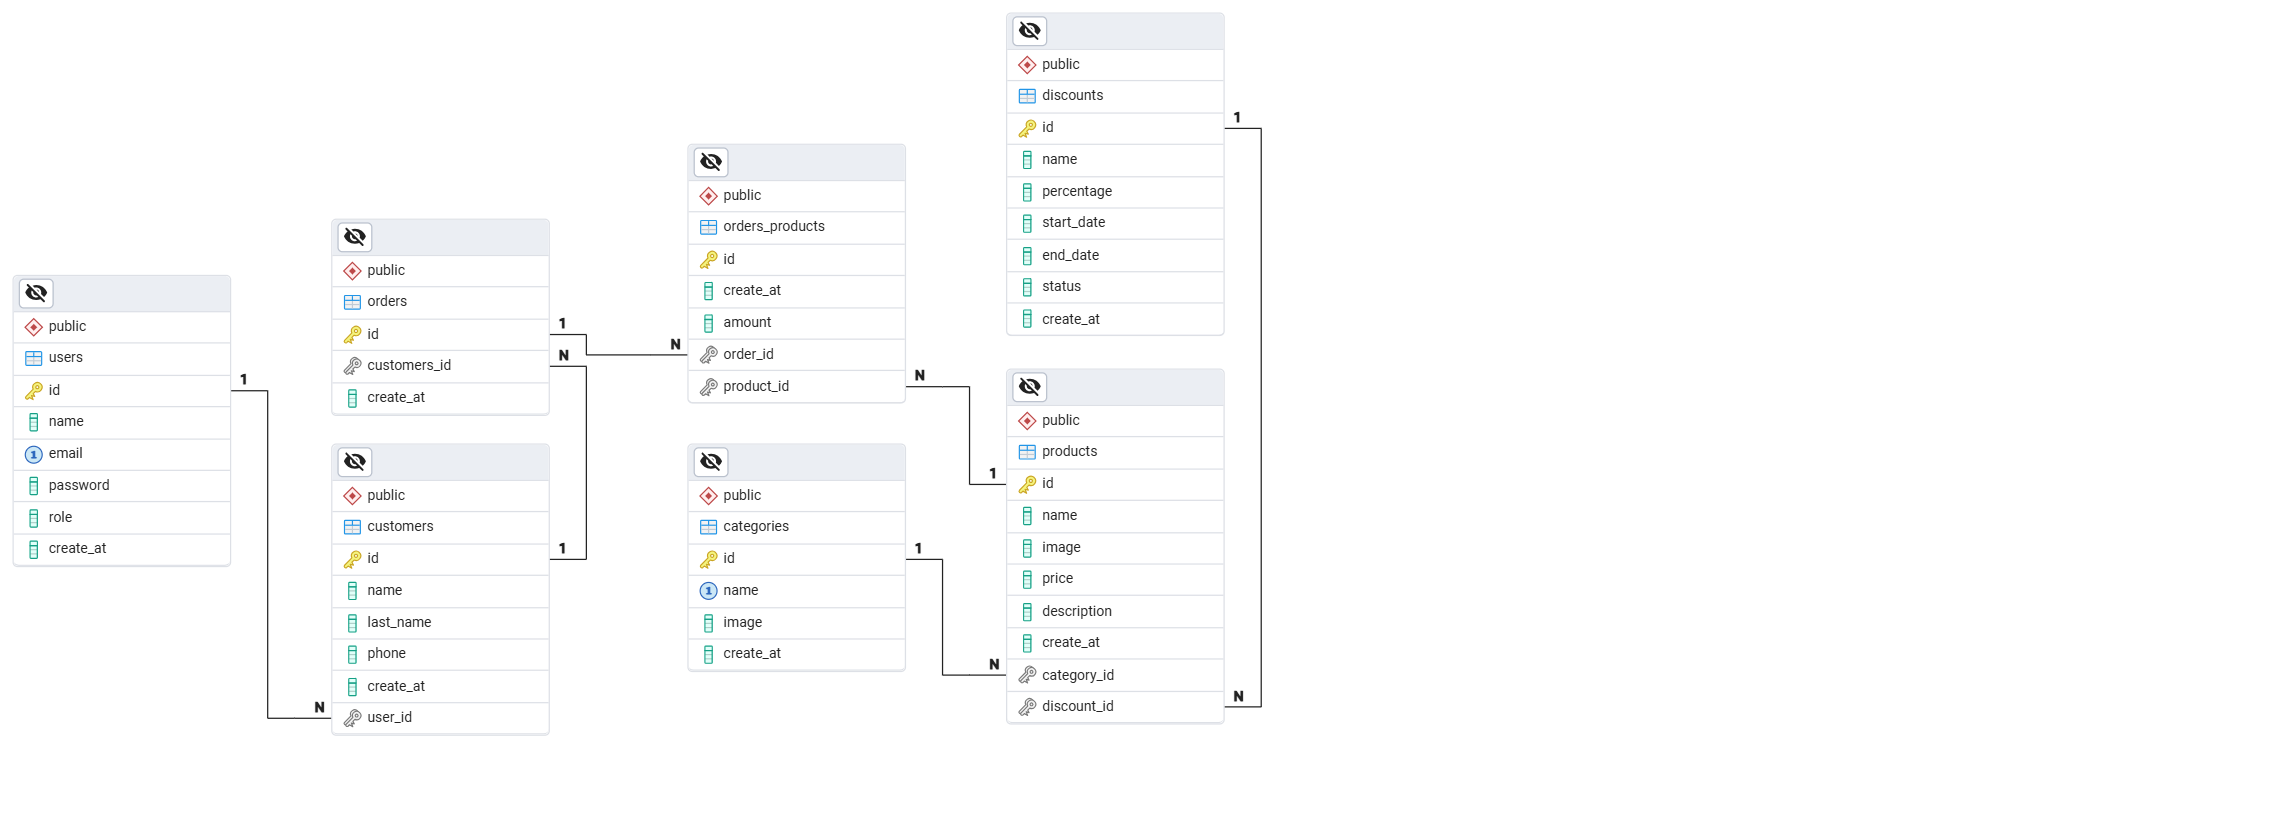 public
users
id
name
email
password
role
create_at
1
N
public
orders
id
customers_id
create_at
1
N
public
customers
id
name
last_name
phone
create_at
user_id
1
N
public
orders_products
id
create_at
amount
order_id
product_id
N
1
public
categories
id
name
image
create_at
1
N
public
discounts
id
name
percentage
start_date
end_date
status
create_at
1
public
products
id
name
image
price
description
create_at
category_id
discount_id
N